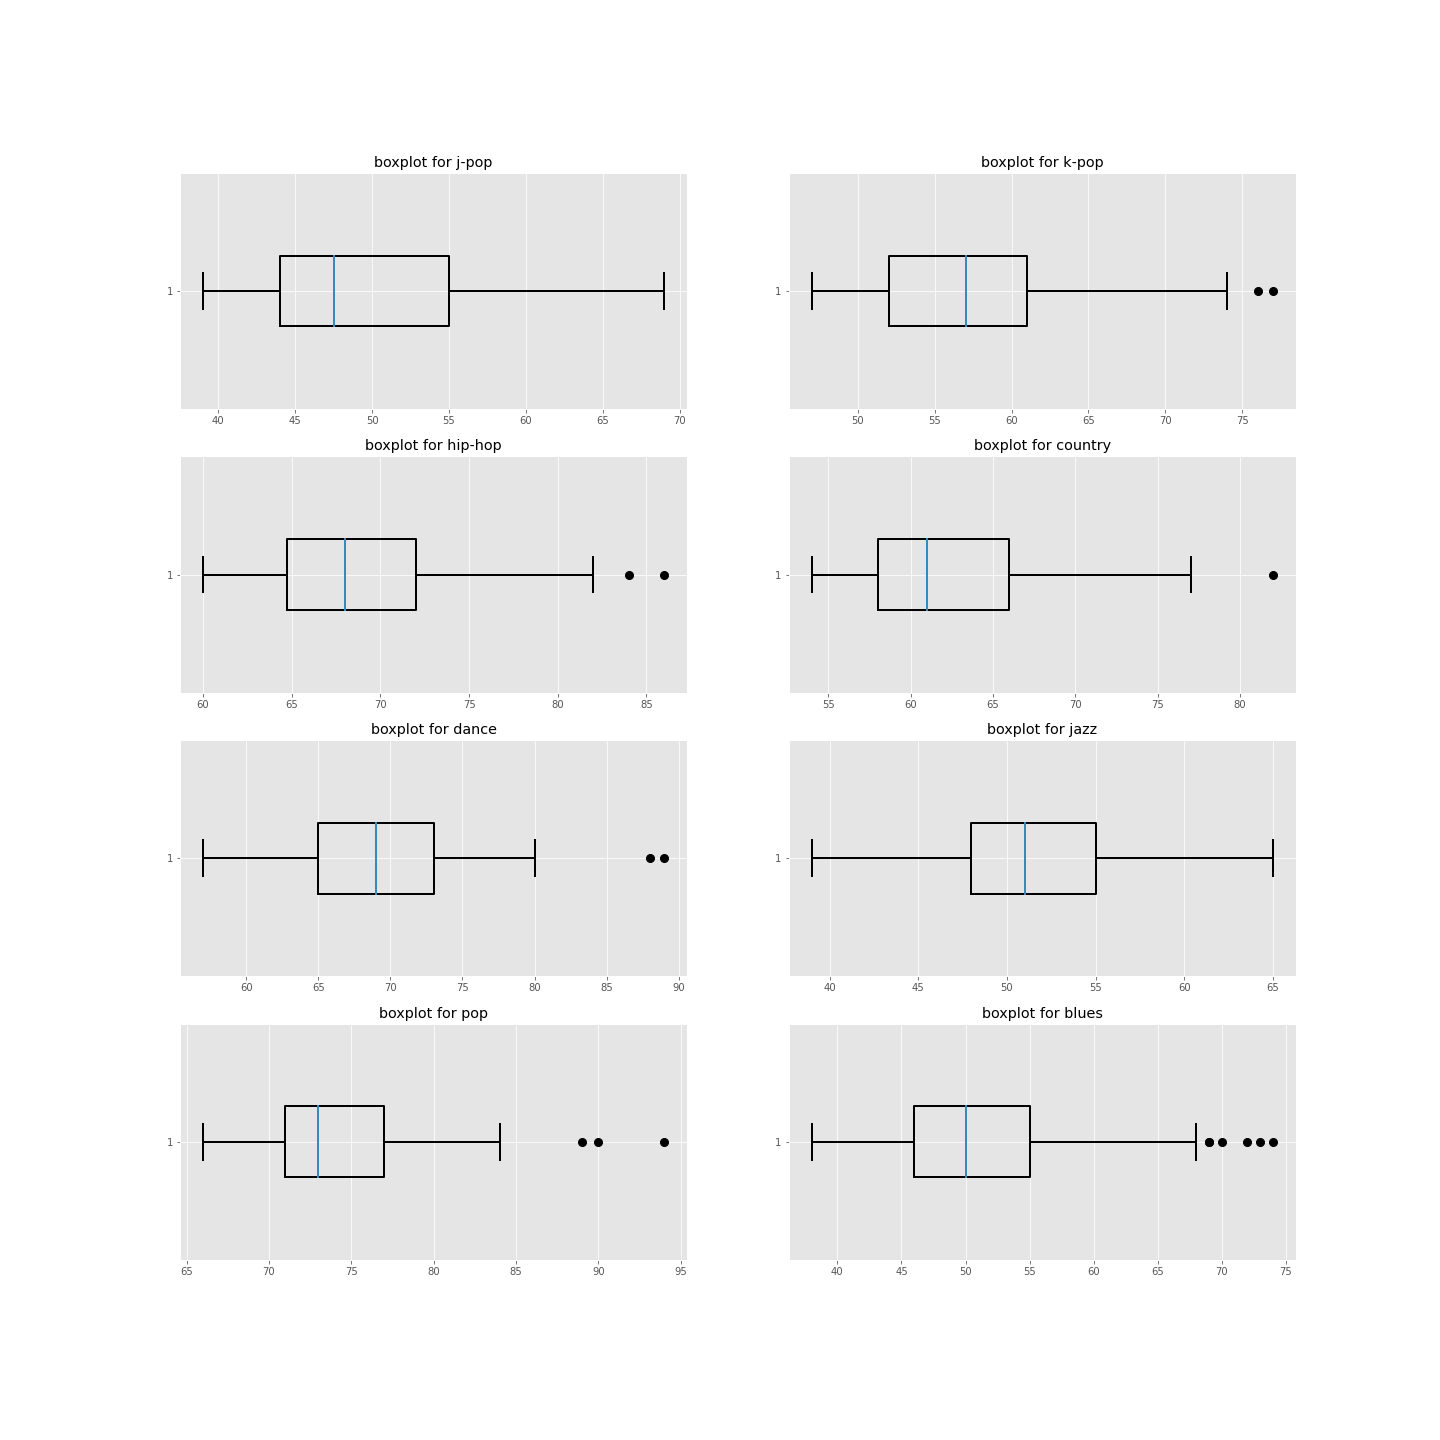 boxplot for j-pop
1
40 45 50 55 60 65 70
boxplot for k-pop
1
50 55 60 65 70 75
boxplot for hip-hop
1
60 65 70 75 80 85
boxplot for country
1
55 60 65 70 75 80
boxplot for dance
1
60 65 70 75 80 85 90
boxplot for jazz
1
40 45 50 55 60 65
boxplot for pop
1
65 70 75 80 85 90 95
boxplot for blues
1
40 45 50 55 60 65 70 75